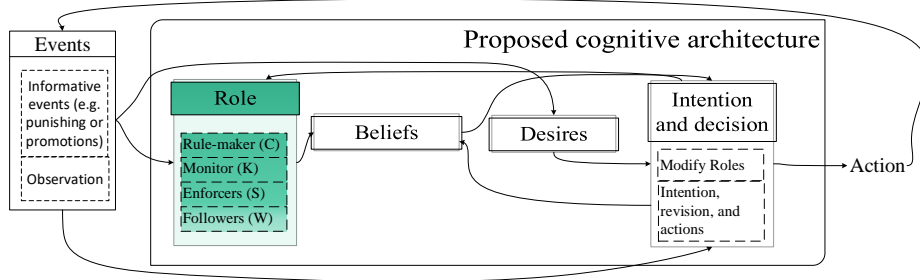 Proposed cognitive architecture
Events
Informative
events (e.g.
punishing or
promotions)
Observation
Role
Rule-maker (C)
Monitor (K)
Enforcers (S)
Followers (W)
Beliefs
Desires
Intention
and decision
Modify Roles
Intention,
revision, and
actions
Action